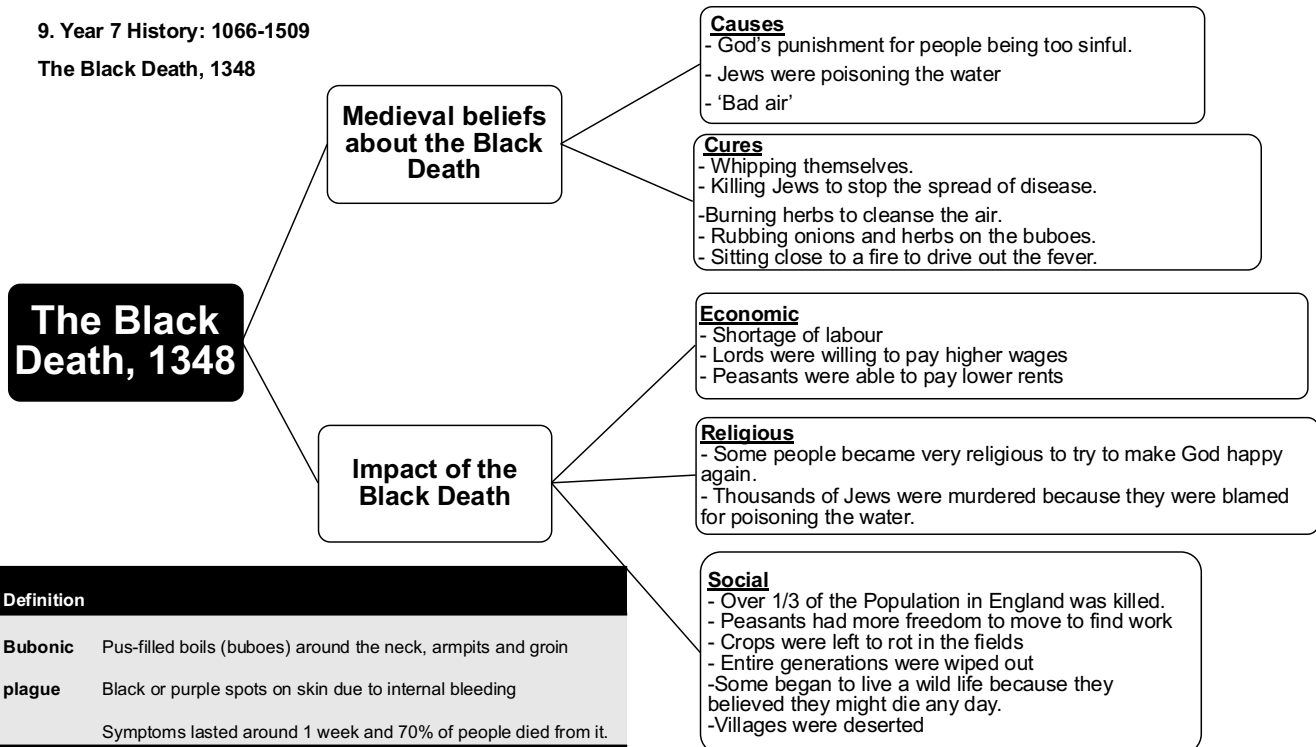 9. Year 7 History: 1066-1509
The Black Death, 1348
The Black
Death, 1348
Medieval beliefs
about the Black
Death
Causes
- God’s punishment for people being too sinful.
- Jews were poisoning the water
- ‘Bad air’
Cures
- Whipping themselves.
- Killing Jews to stop the spread of disease.
-Burning herbs to cleanse the air.
- Rubbing onions and herbs on the buboes.
- Sitting close to a fire to drive out the fever.
Impact of the
Black Death
Economic
- Shortage of labour
- Lords were willing to pay higher wages
- Peasants were able to pay lower rents
Religious
- Some people became very religious to try to make God happy
again.
- Thousands of Jews were murdered because they were blamed
for poisoning the water.
Social
- Over 1/3 of the Population in England was killed.
- Peasants had more freedom to move to find work
- Crops were left to rot in the fields
- Entire generations were wiped out
-Some began to live a wild life because they
believed they might die any day.
-Villages were deserted
Definition
Bubonic Pus-filled boils (buboes) around the neck, armpits and groin
plague Black or purple spots on skin due to internal bleeding
Symptoms lasted around 1 week and 70% of people died from it.